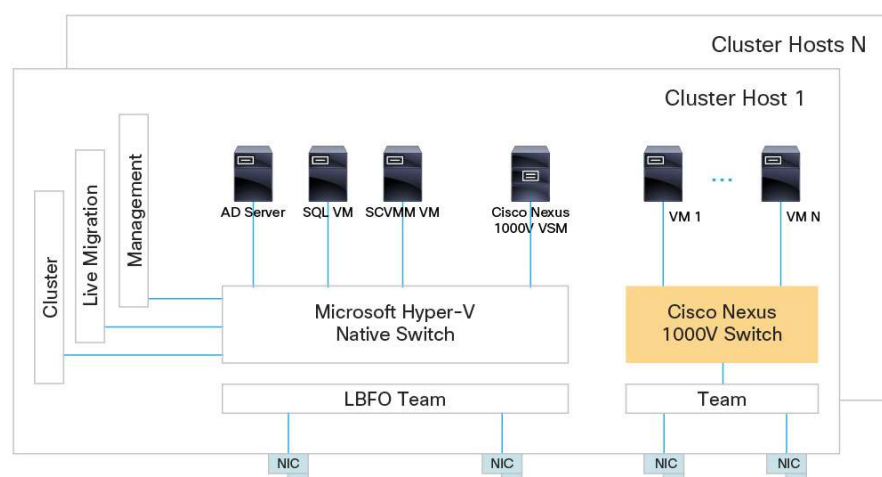 Cluster Hosts N
Cluster Host 1
Cluster
Live Migration
Management
AD Server
SQL VM
SCVMM VM
Cisco Nexus
1000V VSM
VM 1
...
VM N
Microsoft Hyper-V
Native Switch
Cisco Nexus
1000V Switch
LBFO Team
Team
NIC
NIC
NIC
NIC